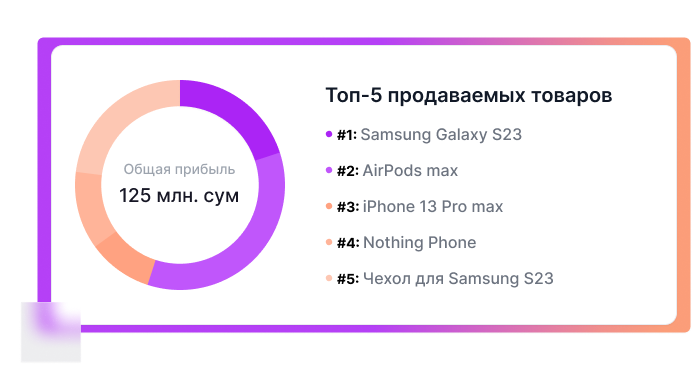 Топ-5 продаваемых товаров
Общая прибыль
125 млн. сум
#1: Samsung Galaxy S23
#2: AirPods max
#3: iPhone 13 Pro max
#4: Nothing Phone
#5: Чехол для Samsung S23